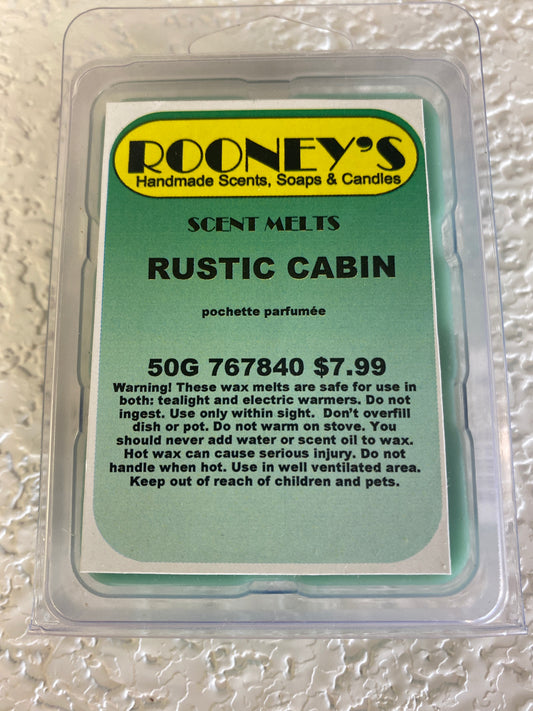 ROONEY'S
Handmade Scents, Soaps & Candles
SCENT MELTS
RUSTIC CABIN
pochette parfumée
50G 767840 $7.99
Warning! These wax melts are safe for use in
both: tealight and electric warmers. Do not
ingest. Use only within sight. Don't overfill
dish or pot. Do not warm on stove. You
should never add water or scent oil to wax.
Hot wax can cause serious injury. Do not
handle when hot. Use in well ventilated area.
Keep out of reach of children and pets.